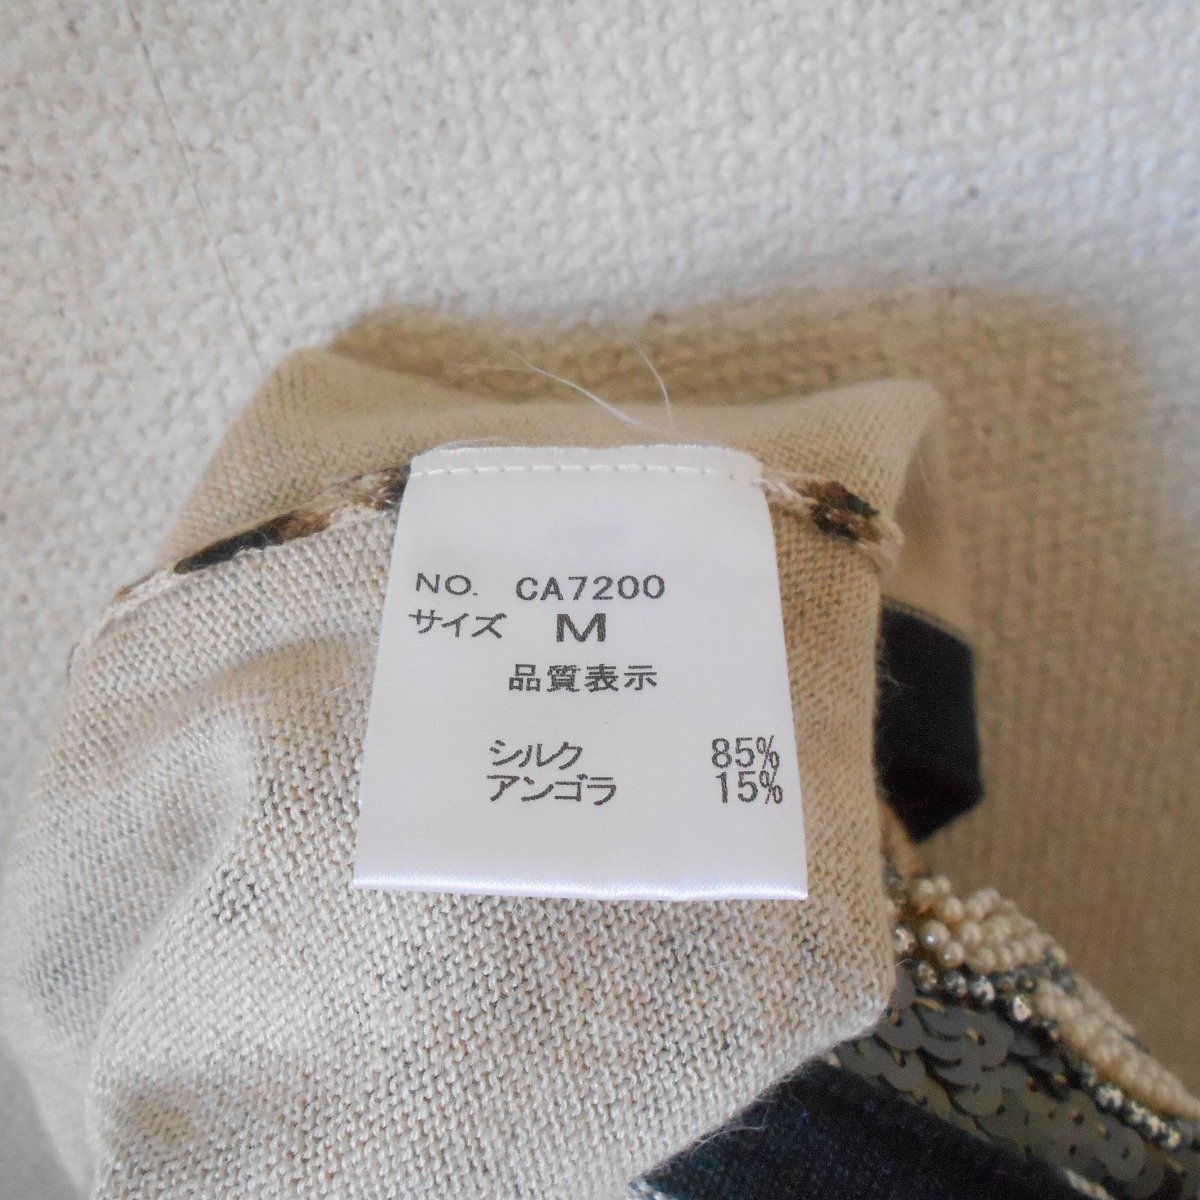 NO. CA7200
サイズ M
品質表示
シルク 85%
アンゴラ 15%